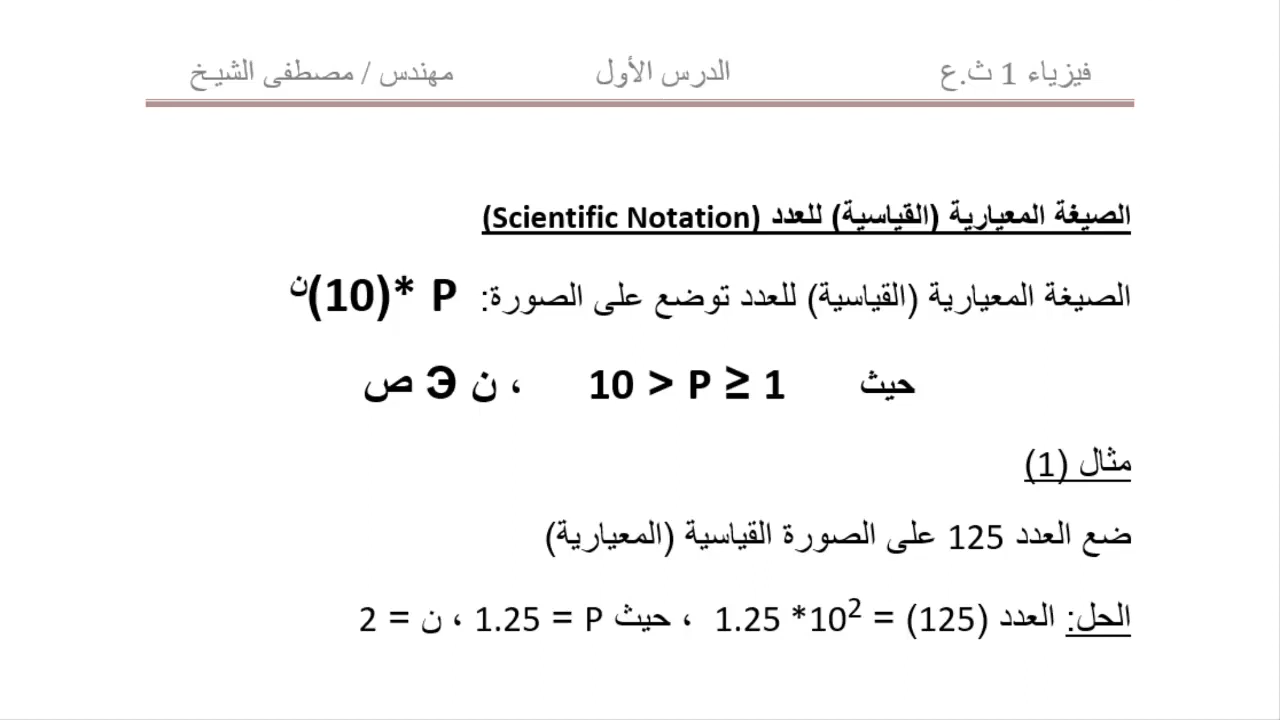 فيزياء 1 ث.ع الدرس الأول مهندس / مصطفى الشيخ
الصيغة المعيارية (القياسية) للعدد (Scientific Notation)
الصيغة المعيارية (القياسية) للعدد توضع على الصورة: P *(10)ن
حيث 10 > P ≥ 1 ، ن Э ص
مثال (1)
ضع العدد 125 على الصورة القياسية (المعيارية)
الحل: العدد (125) = 1.25 *10² ، حيث P = 1.25 ، ن = 2